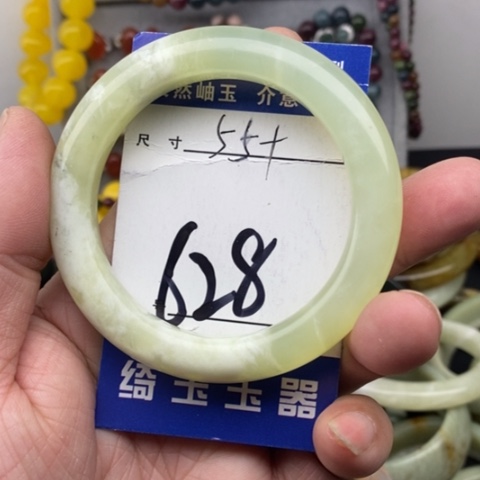 然岫玉 介意
尺寸 55+
628
绮玉玉器